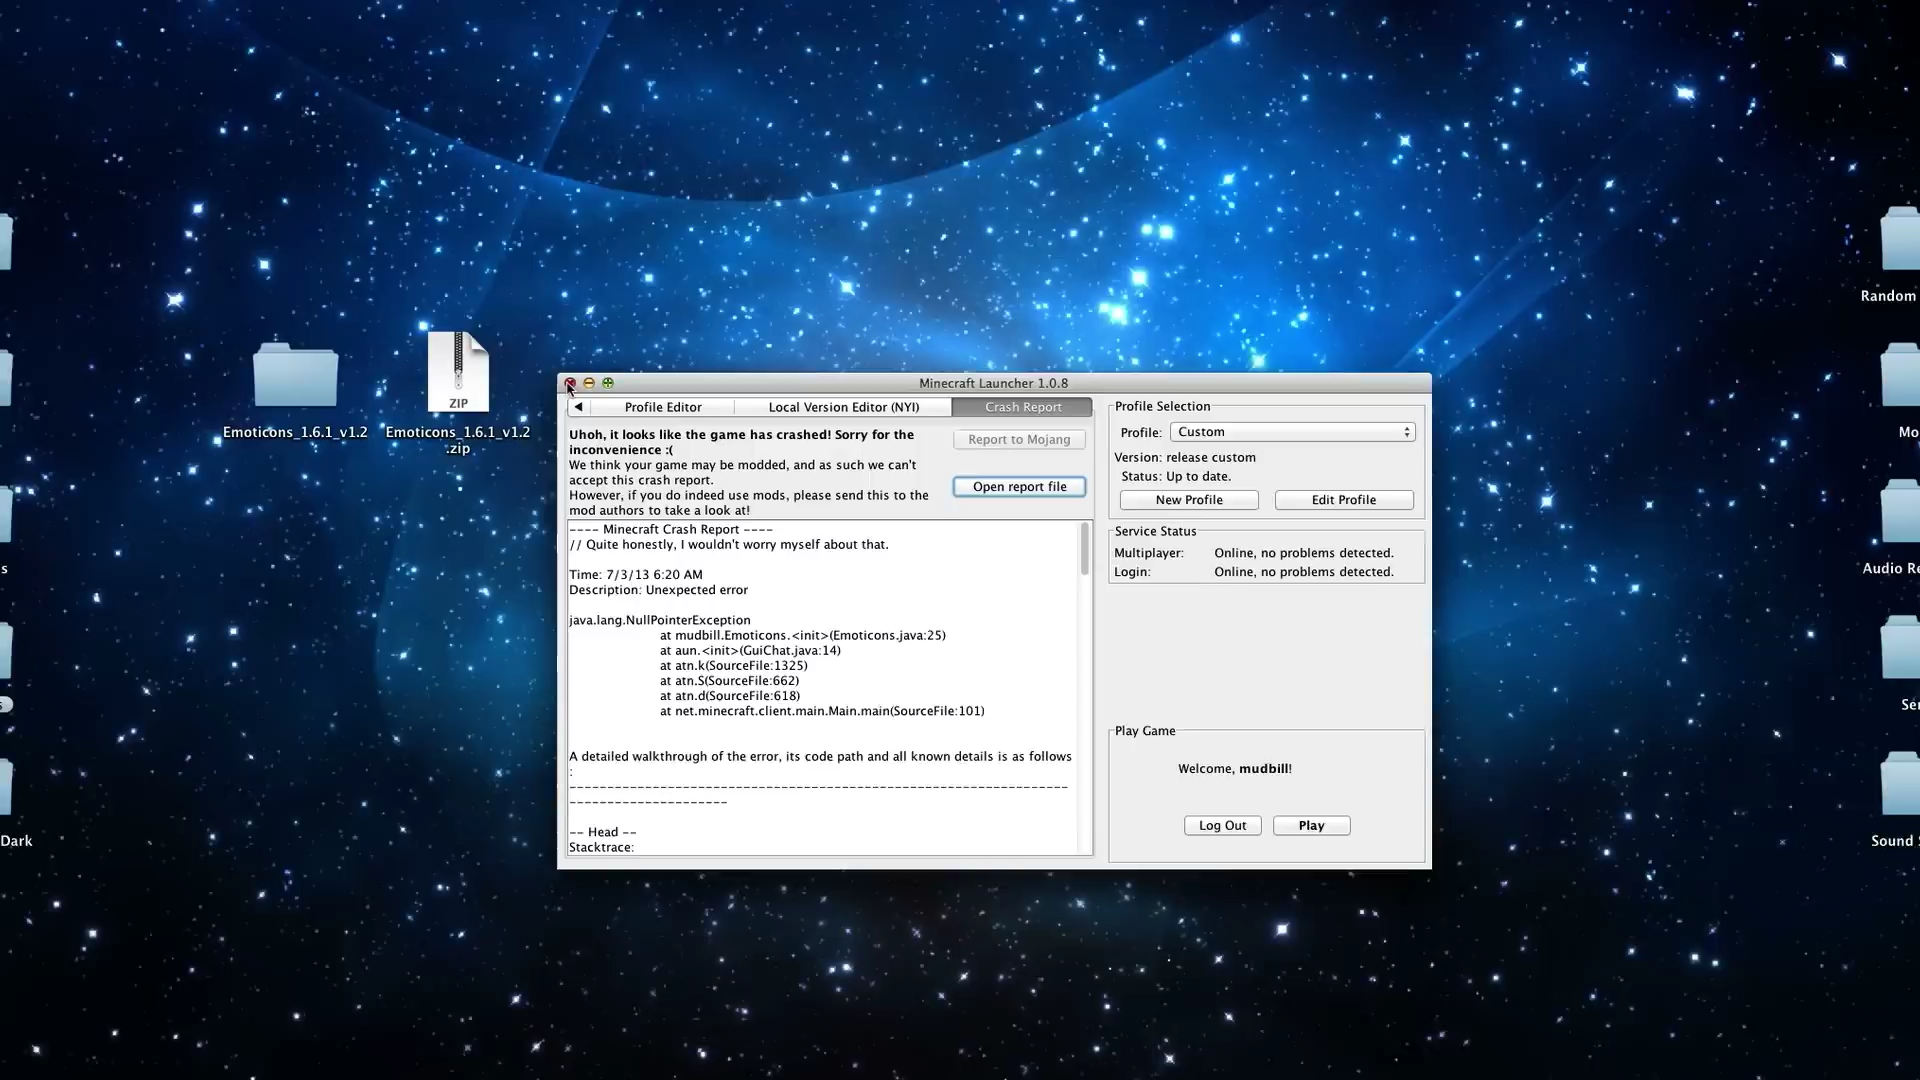 Minecraft Launcher 1.0.8
Profile Editor
Local Version Editor (NYI)
Crash Report
Uhoh, it looks like the game has crashed! Sorry for the
inconvenience :(
We think your game may be modded, and as such we can't
accept this crash report.
However, if you do indeed use mods, please send this to the
mod authors to take a look at!
Report to Mojang
Open report file
---- Minecraft Crash Report ----
// Quite honestly, I wouldn't worry myself about that.
Time: 7/3/13 6:20 AM
Description: Unexpected error
java.lang.NullPointerException
at mudbill.Emoticons.<init>(Emoticons.java:25)
at aun.<init>(GuiChat.java:14)
at atn.k(SourceFile:1325)
at atn.S(SourceFile:662)
at atn.d(SourceFile:618)
at net.minecraft.client.main.Main.main(SourceFile:101)
A detailed walkthrough of the error, its code path and all known details is as follows
:
---------------------------------------------------------------------
---------------------
-- Head --
Stacktrace:
Profile Selection
Profile: Custom
Version: release custom
Status: Up to date.
New Profile
Edit Profile
Service Status
Multiplayer: Online, no problems detected.
Login: Online, no problems detected.
Play Game
Welcome, mudbill!
Log Out
Play
Emoticons_1.6.1_v1.2
ZIP
Emoticons_1.6.1_v1.2
.zip
s
Dark
Random
Mo
Audio Re
Ser
Sound S